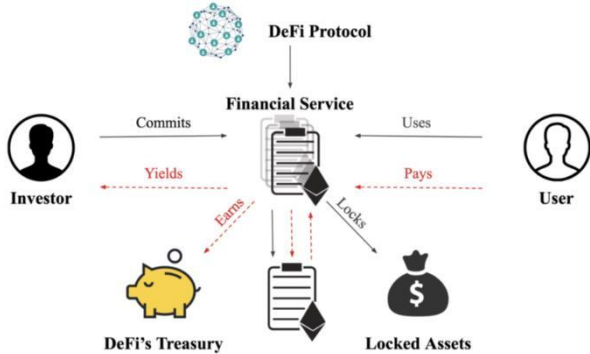 DeFi Protocol
Financial Service
Commits
Uses
Yields
Pays
Investor
User
Earns
Locks
$
DeFi's Treasury
Locked Assets